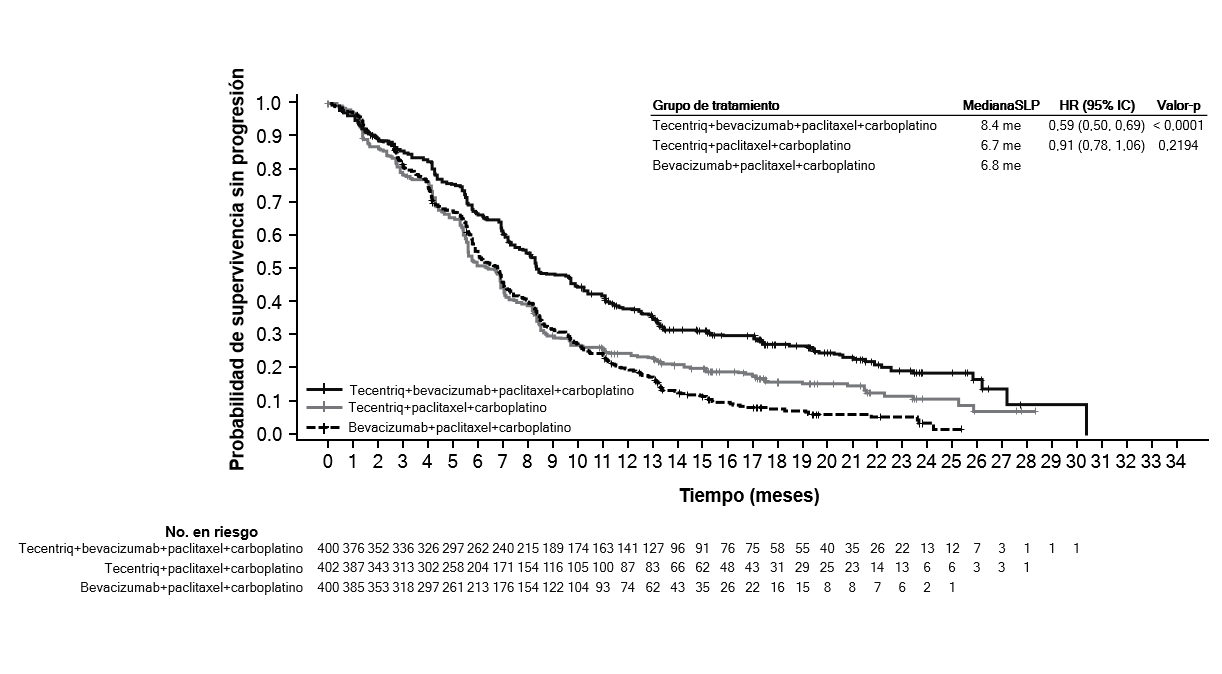 Probabilidad de supervivencia sin progresión
1.0
0.9
0.8
0.7
0.6
0.5
0.4
0.3
0.2
0.1
0.0
Grupo de tratamiento MedianaSLP HR (95% IC) Valor-p
Tecentriq+bevacizumab+paclitaxel+carboplatino 8.4 me 0,59 (0,50, 0,69) < 0,0001
Tecentriq+paclitaxel+carboplatino 6.7 me 0,91 (0,78, 1,06) 0,2194
Bevacizumab+paclitaxel+carboplatino 6.8 me
Tecentriq+bevacizumab+paclitaxel+carboplatino
Tecentriq+paclitaxel+carboplatino
Bevacizumab+paclitaxel+carboplatino
0 1 2 3 4 5 6 7 8 9 10 11 12 13 14 15 16 17 18 19 20 21 22 23 24 25 26 27 28 29 30 31 32 33 34
Tiempo (meses)
No. en riesgo
Tecentriq+bevacizumab+paclitaxel+carboplatino 400 376 352 336 326 297 262 240 215 189 174 163 141 127 96 91 76 75 58 55 40 35 26 22 13 12 7 3 1 1 1
Tecentriq+paclitaxel+carboplatino 402 387 343 313 302 258 204 171 154 116 105 100 87 83 66 62 48 43 31 29 25 23 14 13 6 6 3 3 1
Bevacizumab+paclitaxel+carboplatino 400 385 353 318 297 261 213 176 154 122 104 93 74 62 43 35 26 22 16 15 8 8 7 6 2 1